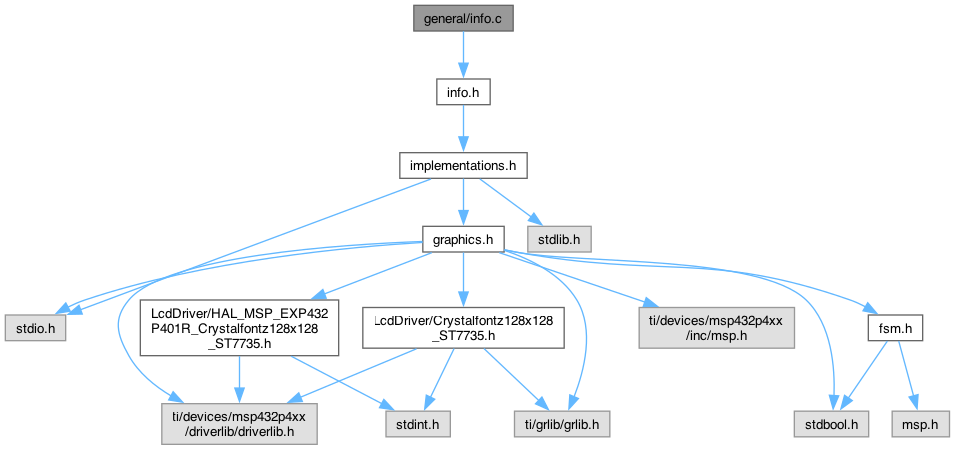 general/info.c
info.h
implementations.h
graphics.h
stdlib.h
stdio.h
LcdDriver/HAL_MSP_EXP432
P401R_Crystalfontz128x128
_ST7735.h
LcdDriver/Crystalfontz128x128
_ST7735.h
ti/devices/msp432p4xx
/inc/msp.h
fsm.h
ti/devices/msp432p4xx
/driverlib/driverlib.h
stdint.h
ti/grlib/grlib.h
stdbool.h
msp.h